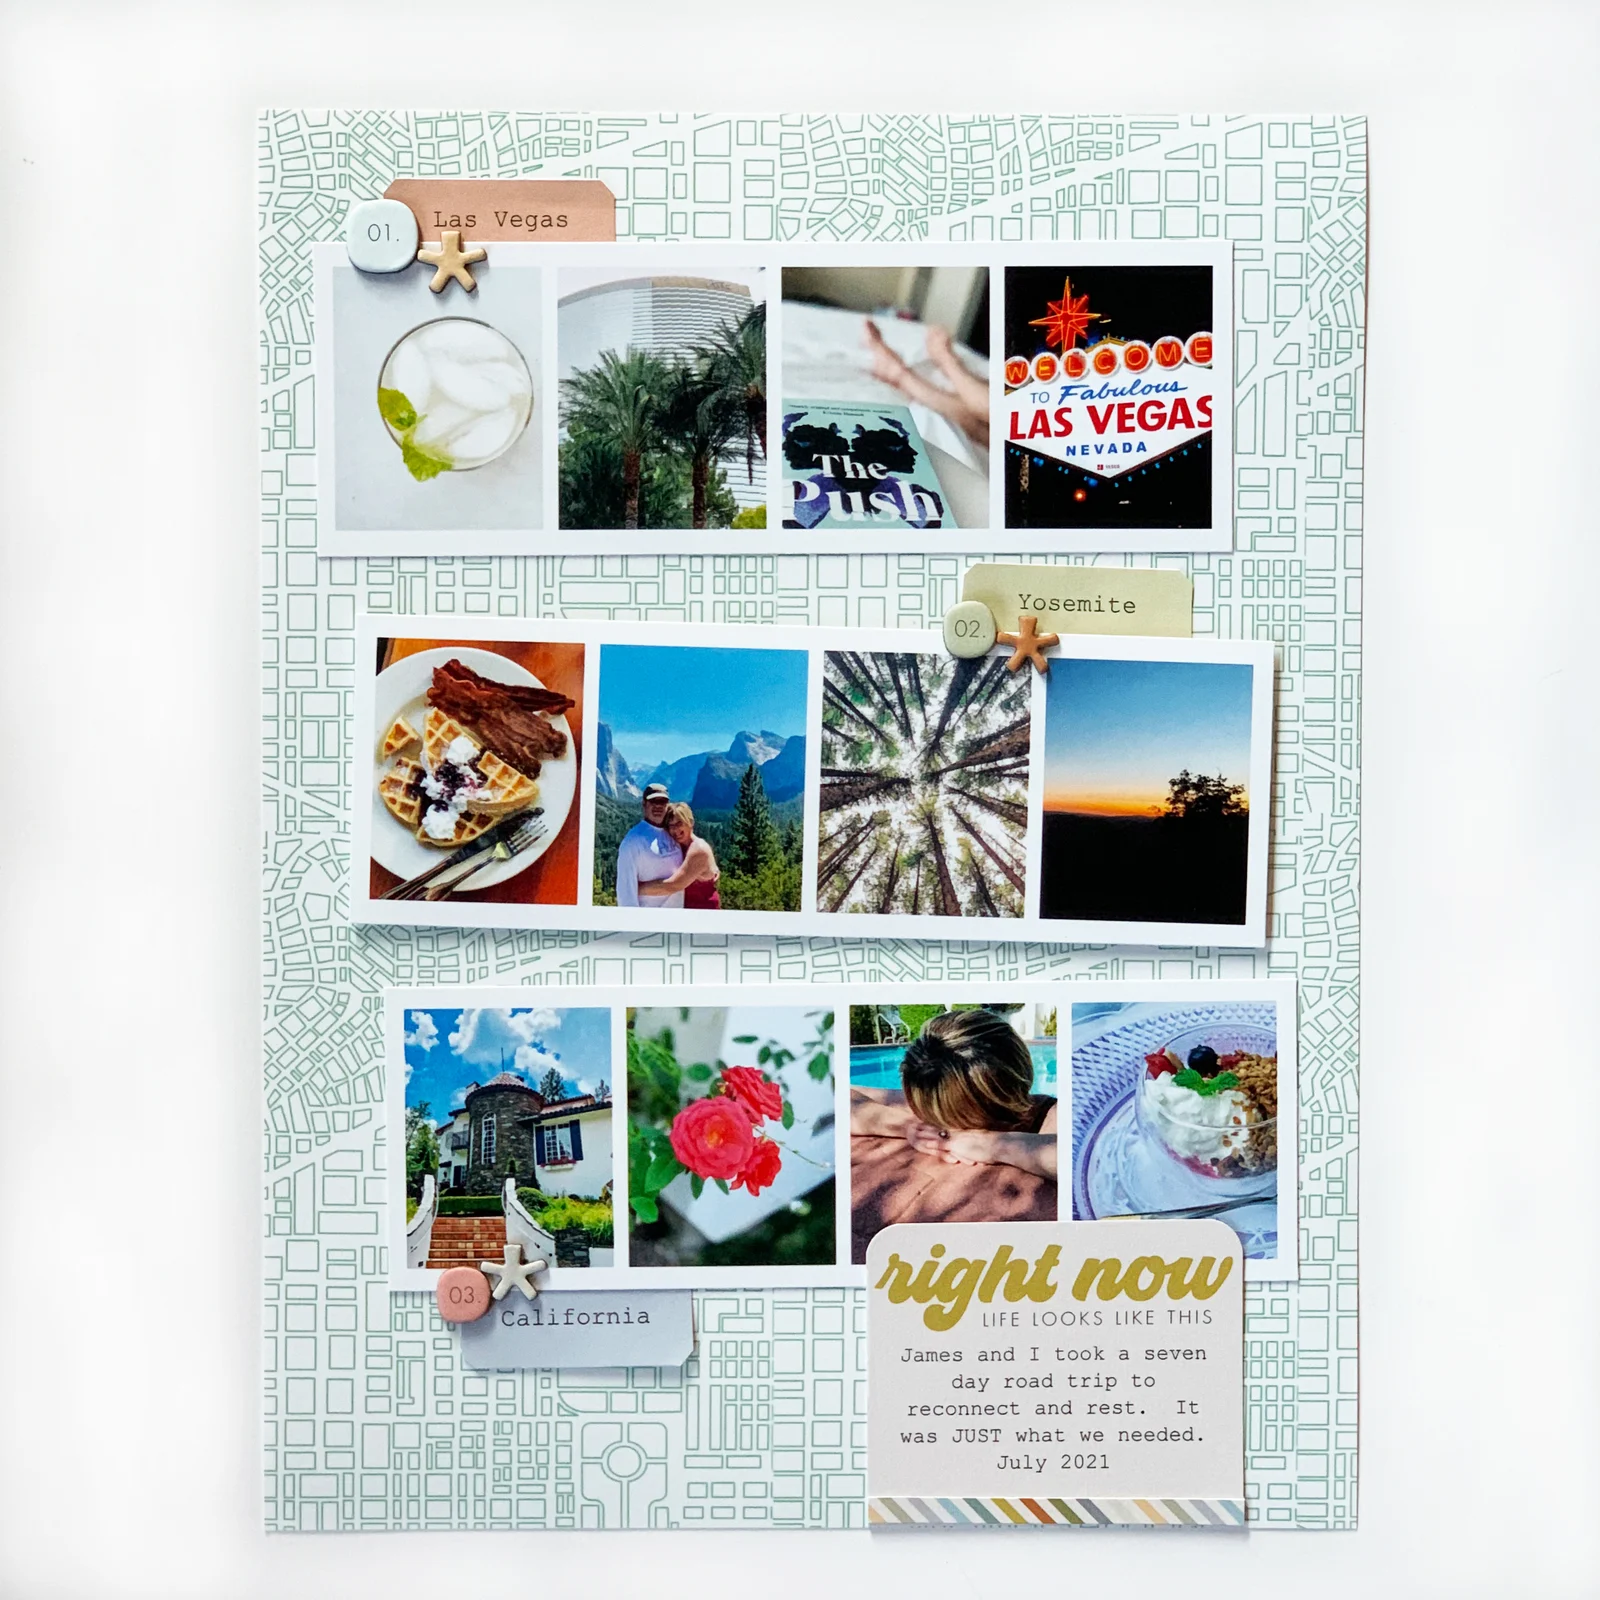 01.
Las Vegas
The
Push
WELCOME
TO Fabulous
LAS VEGAS
NEVADA
Yosemite
02.
03.
California
right now
LIFE LOOKS LIKE THIS
James and I took a seven
day road trip to
reconnect and rest. It
was JUST what we needed.
July 2021